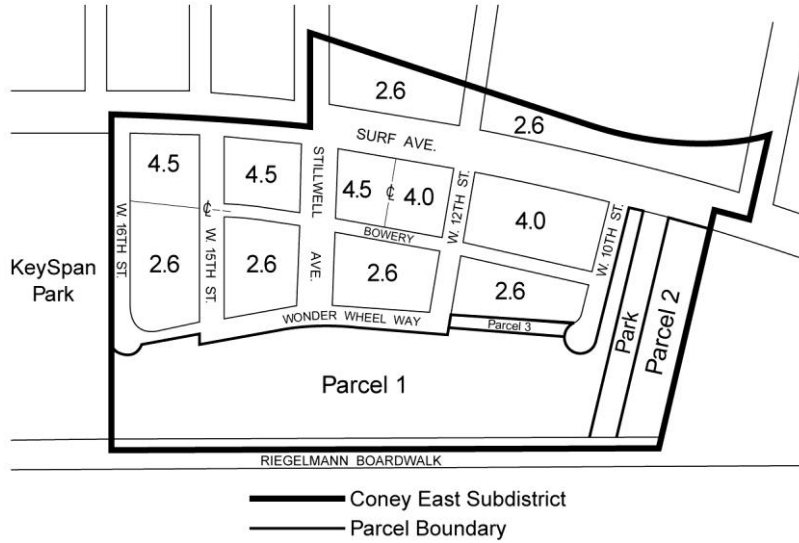 2.6
2.6
SURF AVE.
4.5
4.5
STILLWELL
AVE.
4.5
℄
4.0
W. 12TH ST.
4.0
W. 10TH ST.
W. 16TH ST.
℄
W. 15TH ST.
BOWERY
KeySpan
Park
2.6
2.6
2.6
2.6
WONDER WHEEL WAY
Parcel 3
Park
Parcel 2
Parcel 1
RIEGELMANN BOARDWALK
Coney East Subdistrict
Parcel Boundary